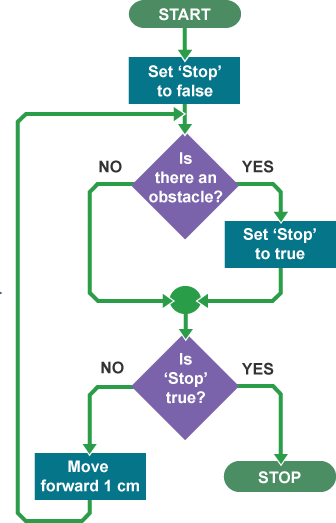 START
Set ‘Stop’
to false
Is
there an
obstacle?
NO
YES
Set ‘Stop’
to true
Is
‘Stop’
true?
NO
YES
Move
forward 1 cm
STOP